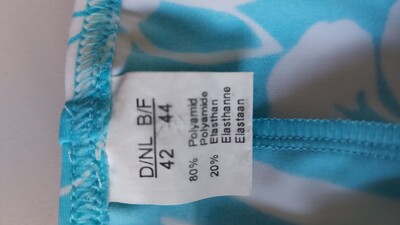 D/NL B/F
42 44
80% Polyamid
Polyamide
20% Elasthan
Elasthanne
Elastaan